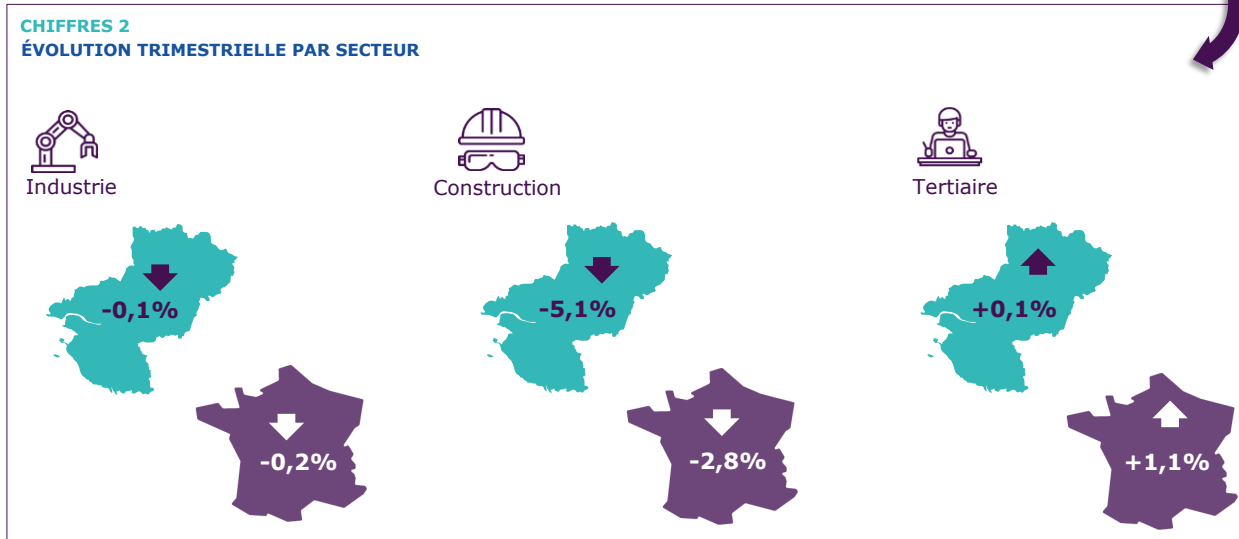 CHIFFRES 2
ÉVOLUTION TRIMESTRIELLE PAR SECTEUR
Industrie
Construction
Tertiaire
-0,1%
-5,1%
+0,1%
-0,2%
-2,8%
+1,1%